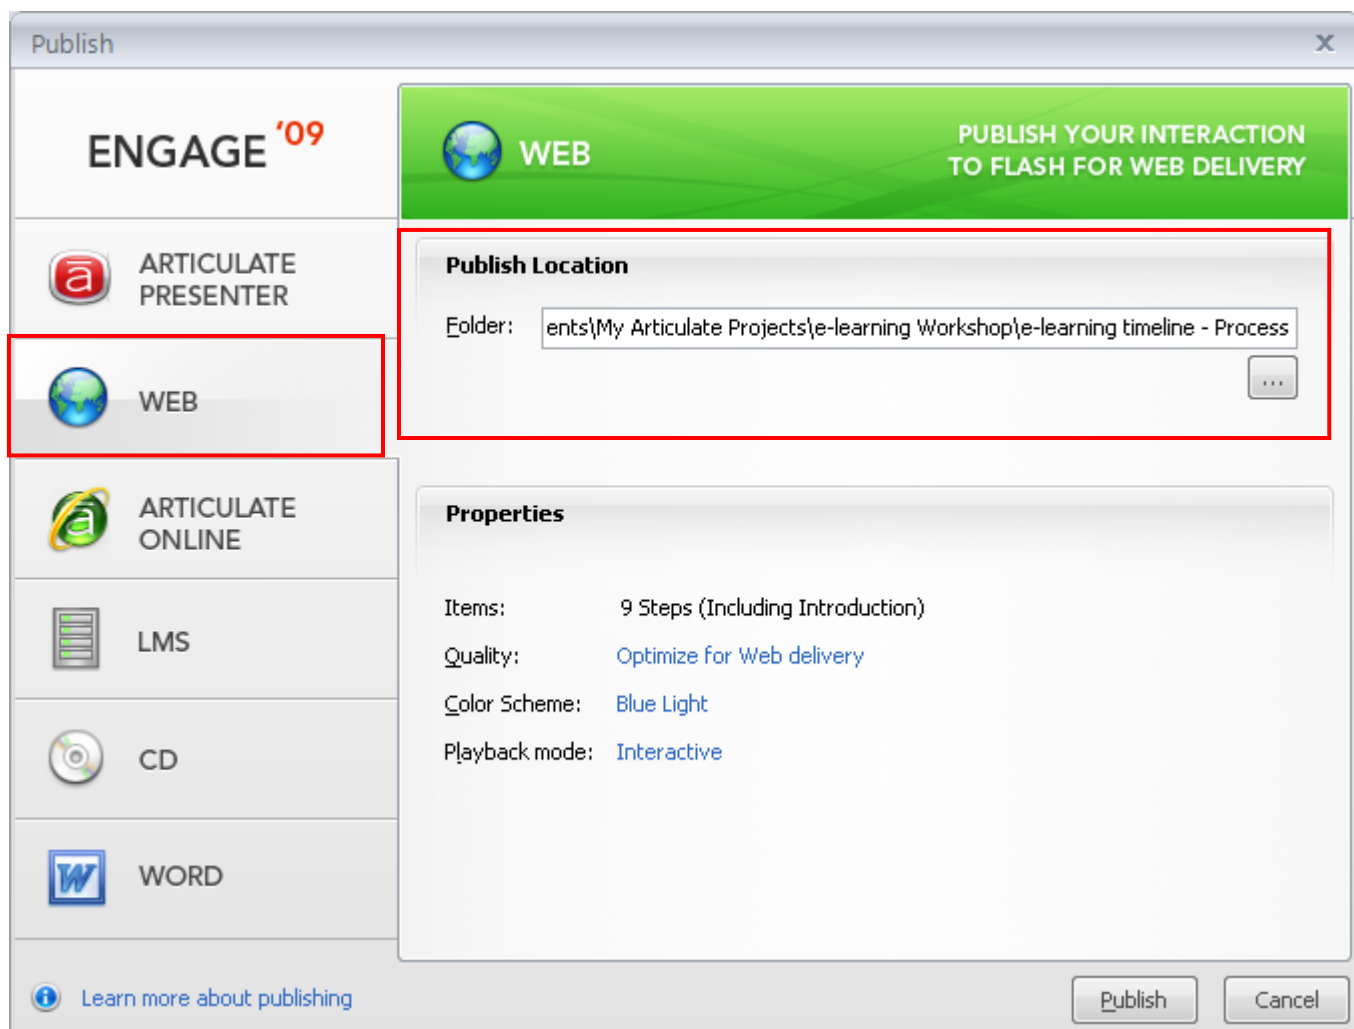 Publish
x
ENGAGE '09
WEB
PUBLISH YOUR INTERACTION
TO FLASH FOR WEB DELIVERY
ARTICULATE
PRESENTER
WEB
ARTICULATE
ONLINE
LMS
CD
WORD
Publish Location
Folder: ents\My Articulate Projects\e-learning Workshop\e-learning timeline - Process
...
Properties
Items: 9 Steps (Including Introduction)
Quality: Optimize for Web delivery
Color Scheme: Blue Light
Playback mode: Interactive
Learn more about publishing
Publish
Cancel